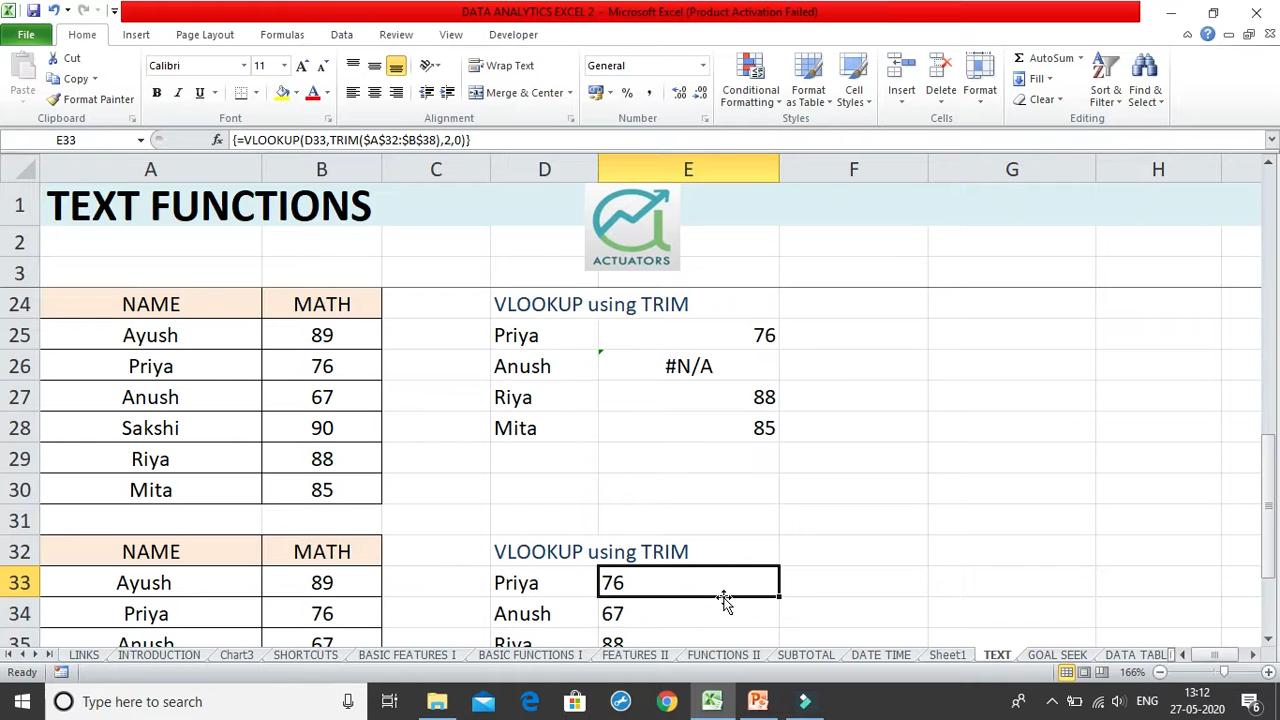 DATA ANALYTICS EXCEL 2 - Microsoft Excel (Product Activation Failed)
File Home Insert Page Layout Formulas Data Review View Developer
Paste
Cut
Copy
Format Painter
Clipboard
Calibri 11
B I U
Font
Wrap Text
Merge & Center
Alignment
General
Number
Conditional Formatting
Format as Table
Cell Styles
Styles
Insert Delete Format
Cells
AutoSum
Fill
Clear
Sort & Filter
Find & Select
Editing
E33 fx {=VLOOKUP(D33,TRIM($A$32:$B$38),2,0)}
A B C D E F G H
1 TEXT FUNCTIONS
ACTUATORS
2
3
24 NAME MATH VLOOKUP using TRIM
25 Ayush 89 Priya 76
26 Priya 76 Anush #N/A
27 Anush 67 Riya 88
28 Sakshi 90 Mita 85
29 Riya 88
30 Mita 85
31
32 NAME MATH VLOOKUP using TRIM
33 Ayush 89 Priya 76
34 Priya 76 Anush 67
35 Anush 67 Riya 88
LINKS INTRODUCTION Chart3 SHORTCUTS BASIC FEATURES I BASIC FUNCTIONS I FEATURES II FUNCTIONS II SUBTOTAL DATE TIME Sheet1 TEXT GOAL SEEK DATA TABL
Ready 166%
Type here to search
ENG
13:12
27-05-2020
6